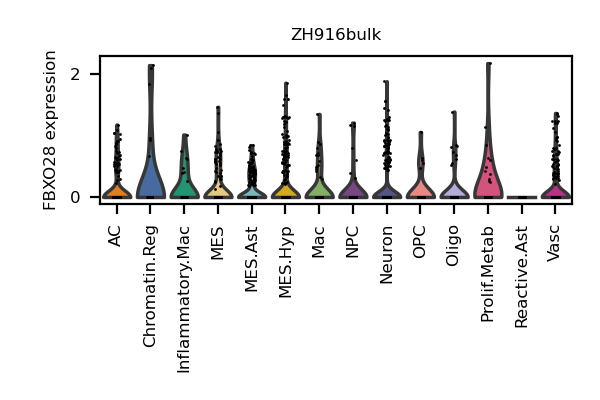 ZH916bulk
FBXO28 expression
2
0
AC
Chromatin.Reg
Inflammatory.Mac
MES
MES.Ast
MES.Hyp
Mac
NPC
Neuron
OPC
Oligo
Prolif.Metab
Reactive.Ast
Vasc